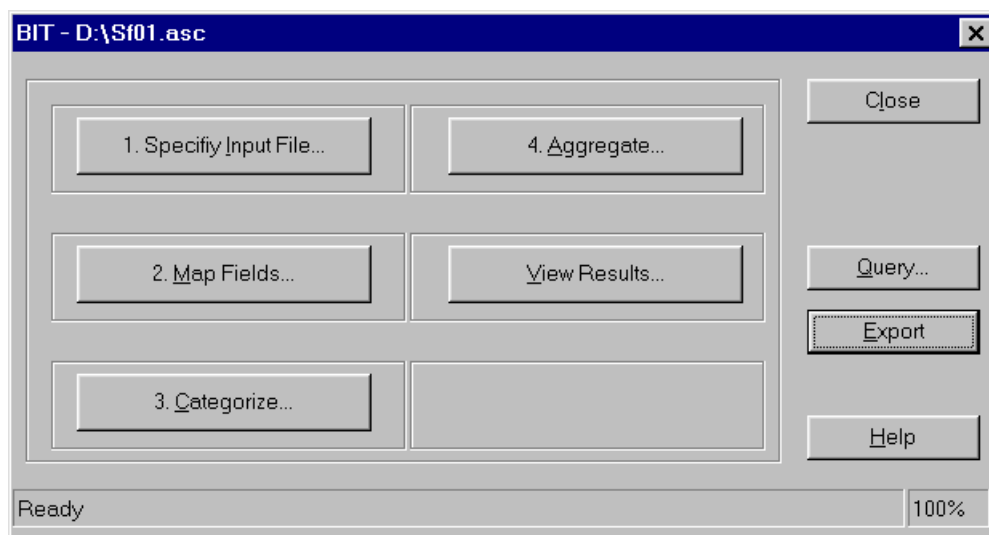 BIT - D:\Sf01.asc
Close
1. Specifiy Input File...
4. Aggregate...
2. Map Fields...
View Results...
Query...
Export
3. Categorize...
Help
Ready
100%